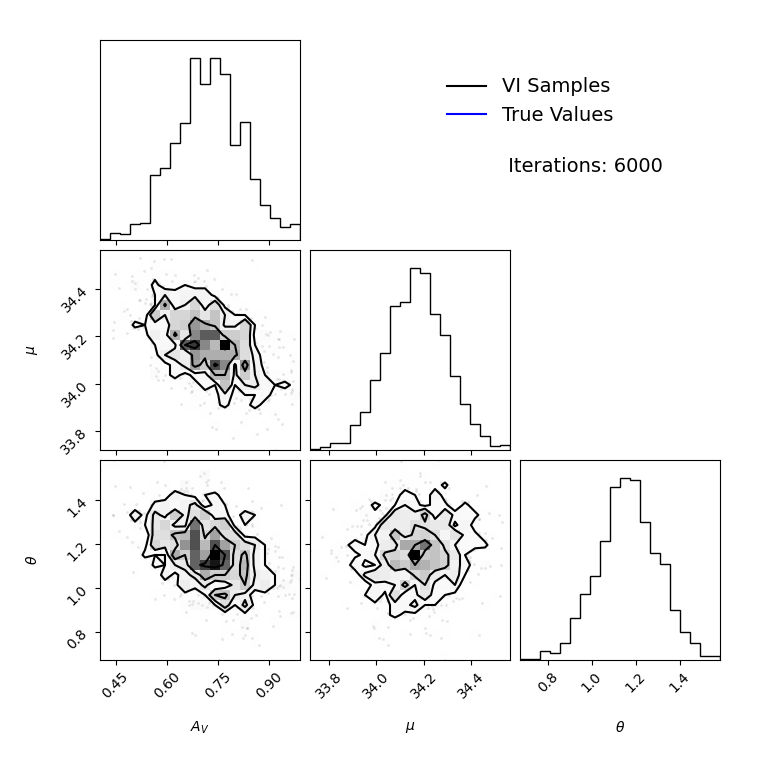 VI Samples
True Values
Iterations: 6000
34.4
34.2
34.0
33.8
μ
1.4
1.2
1.0
0.8
θ
0.45 0.60 0.75 0.90 33.8 34.0 34.2 34.4 0.8 1.0 1.2 1.4
A_V μ θ